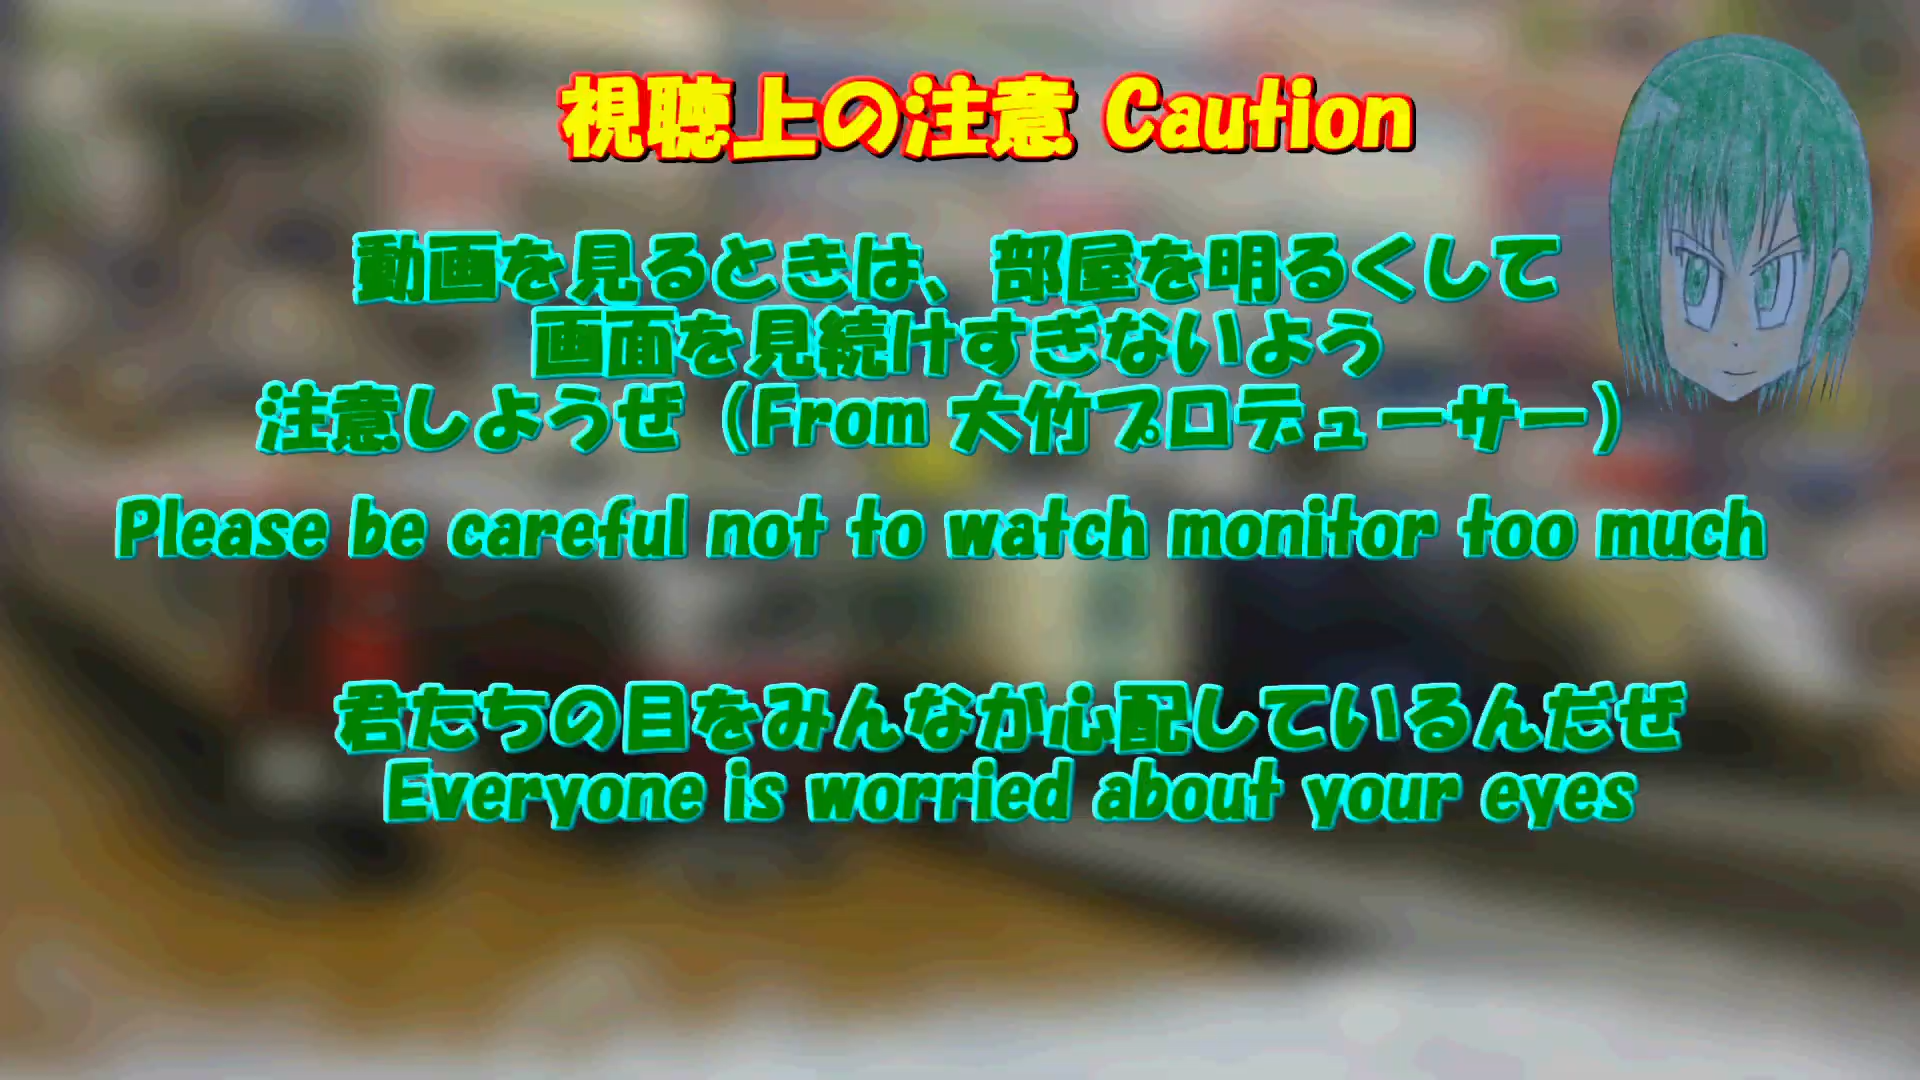 視聴上の注意 Caution
動画を見るときは、部屋を明るくして
画面を見続けすぎないよう
注意しようぜ（From 大竹プロデューサー）
Please be careful not to watch monitor too much
君たちの目をみんなが心配しているんだぜ
Everyone is worried about your eyes